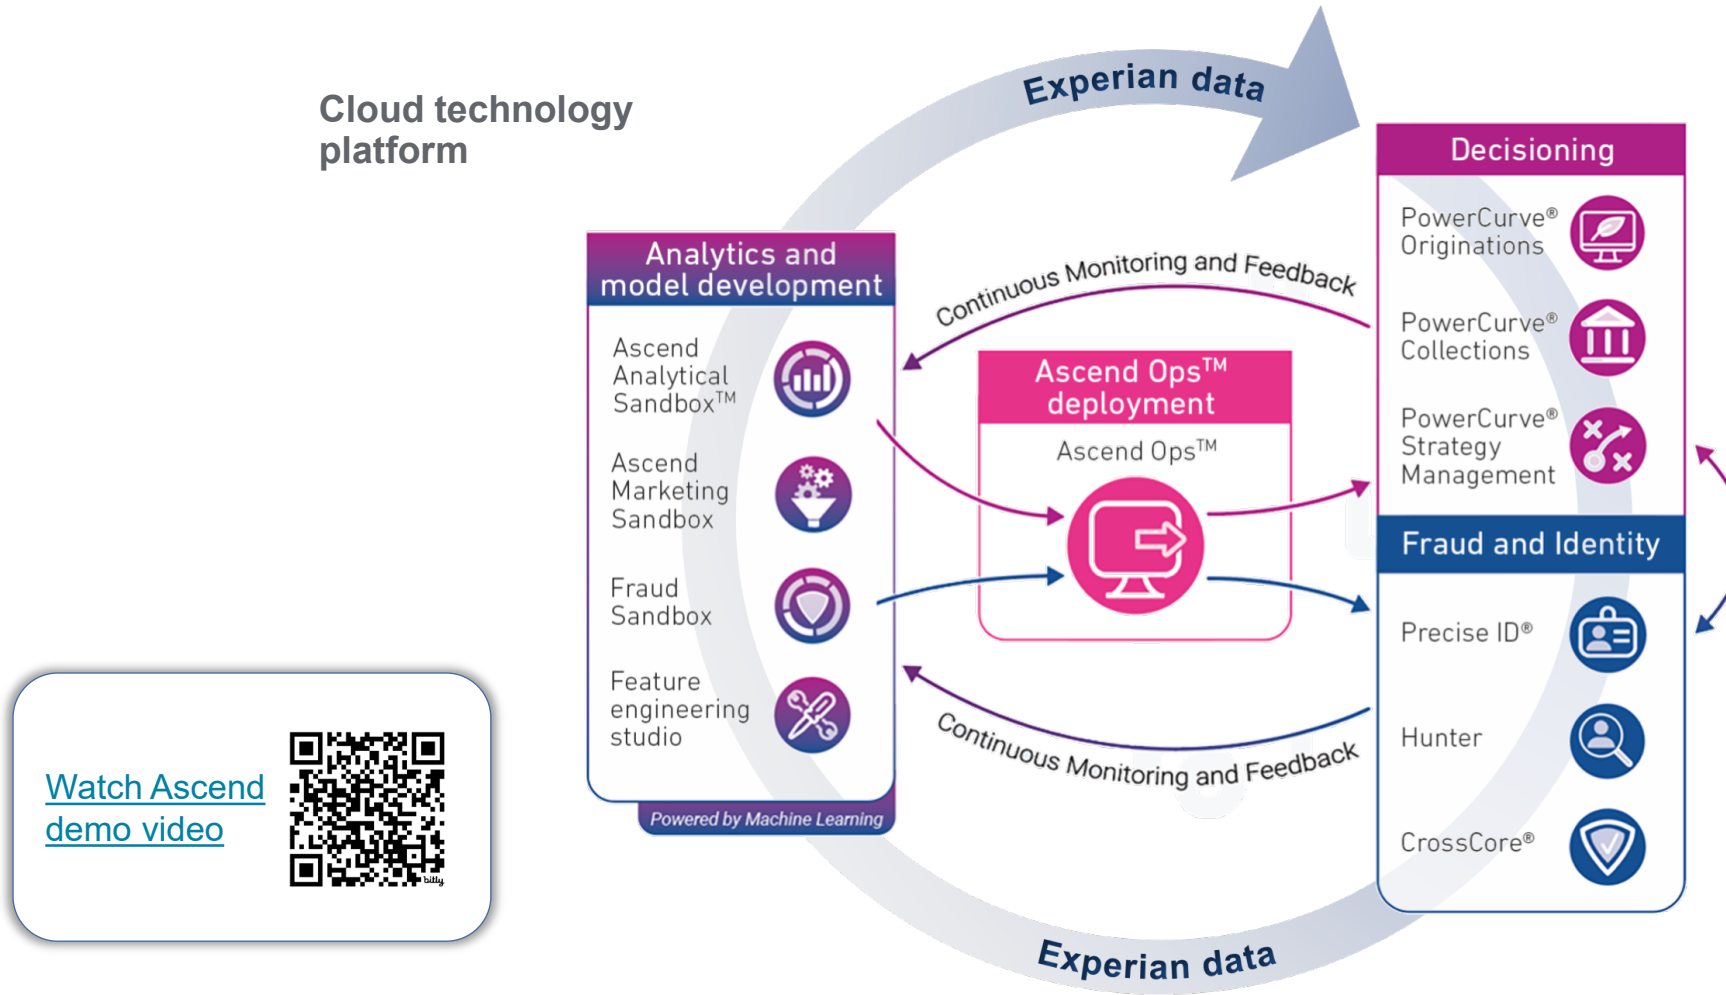 Cloud technology
platform
Experian data
Analytics and
model development
Ascend
Analytical
Sandbox™
Ascend
Marketing
Sandbox
Fraud
Sandbox
Feature
engineering
studio
Powered by Machine Learning
Continuous Monitoring and Feedback
Ascend Ops™
deployment
Ascend Ops™
Continuous Monitoring and Feedback
Decisioning
PowerCurve®
Originations
PowerCurve®
Collections
PowerCurve®
Strategy
Management
Fraud and Identity
Precise ID®
Hunter
CrossCore®
Watch Ascend
demo video
bitly
Experian data